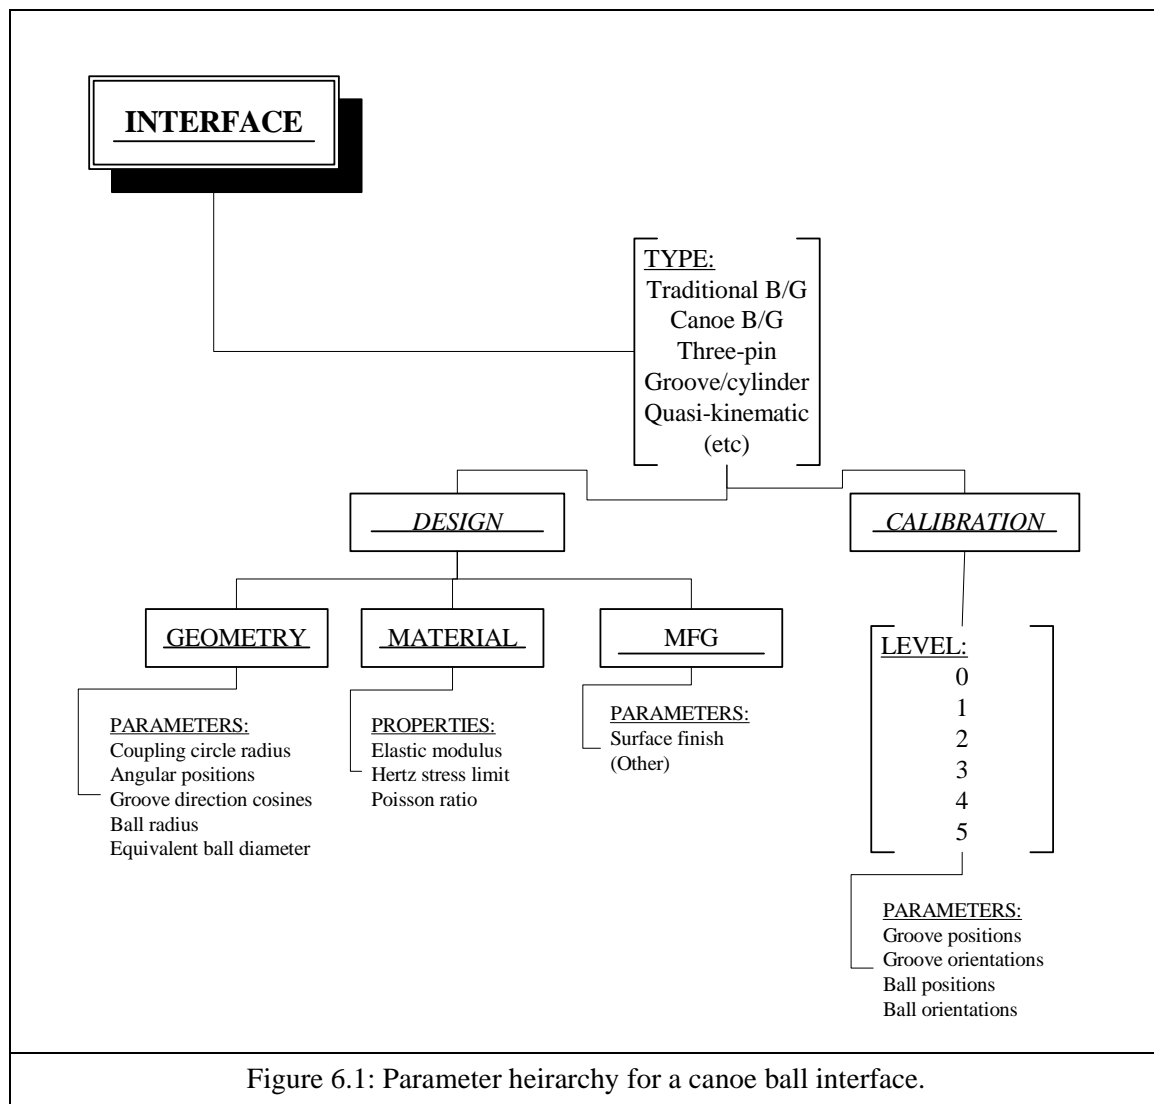 INTERFACE
TYPE:
Traditional B/G
Canoe B/G
Three-pin
Groove/cylinder
Quasi-kinematic
(etc)
DESIGN
CALIBRATION
GEOMETRY
MATERIAL
MFG
PARAMETERS:
Coupling circle radius
Angular positions
Groove direction cosines
Ball radius
Equivalent ball diameter
PROPERTIES:
Elastic modulus
Hertz stress limit
Poisson ratio
PARAMETERS:
Surface finish
(Other)
LEVEL:
0
1
2
3
4
5
PARAMETERS:
Groove positions
Groove orientations
Ball positions
Ball orientations
Figure 6.1: Parameter heirarchy for a canoe ball interface.